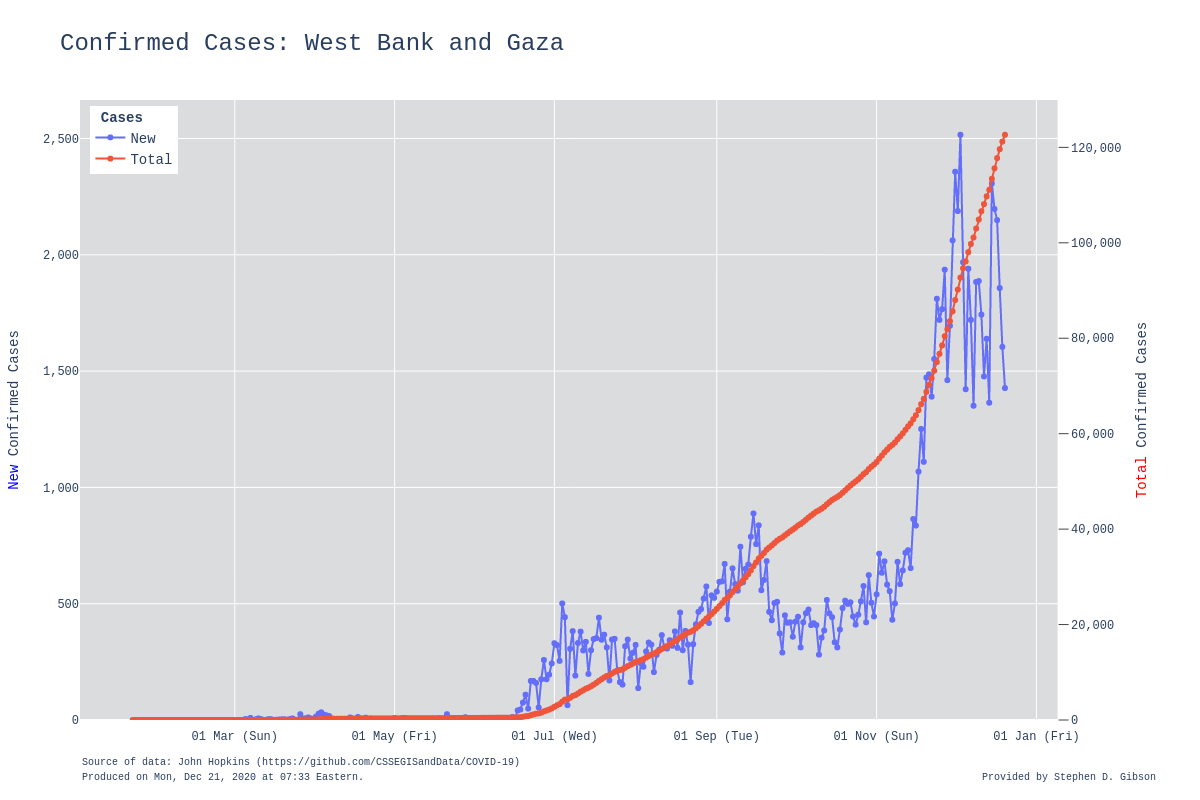 Confirmed Cases: West Bank and Gaza
Cases
New
Total
2,500
2,000
1,500
1,000
500
0
New Confirmed Cases
120,000
100,000
80,000
60,000
40,000
20,000
0
Total Confirmed Cases
01 Mar (Sun)
01 May (Fri)
01 Jul (Wed)
01 Sep (Tue)
01 Nov (Sun)
01 Jan (Fri)
Source of data: John Hopkins (https://github.com/CSSEGISandData/COVID-19)
Produced on Mon, Dec 21, 2020 at 07:33 Eastern.
Provided by Stephen D. Gibson